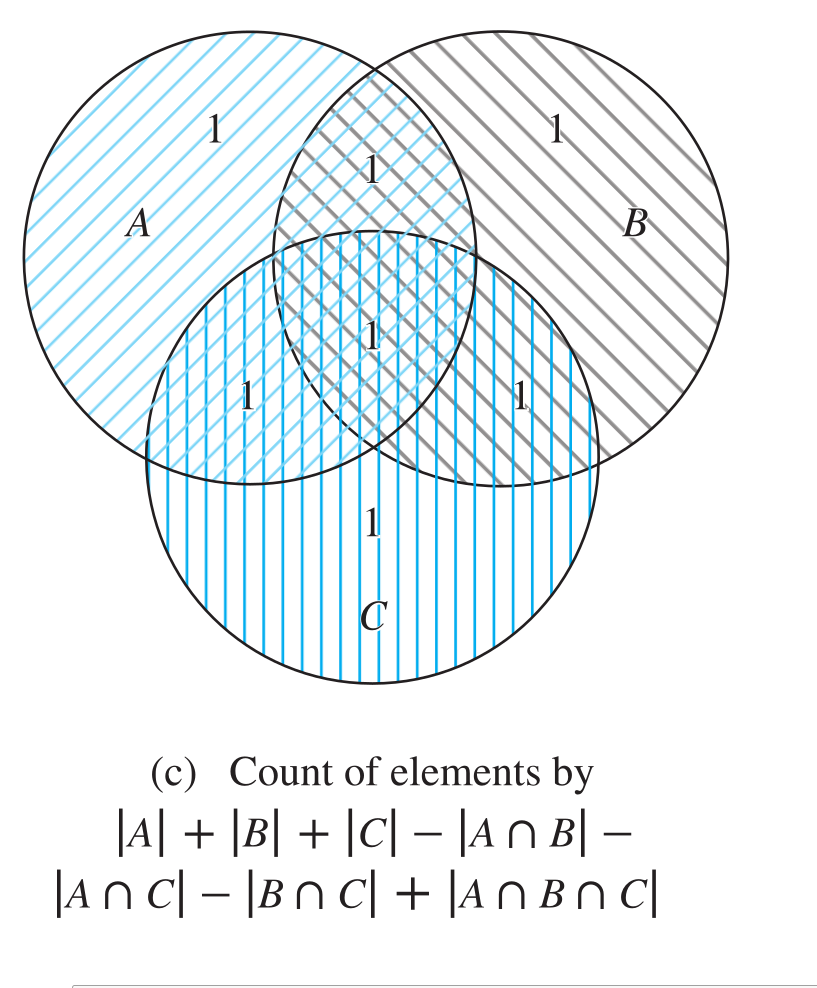 1 1
1
A B
1
1 1
1
C
(c) Count of elements by
|A| + |B| + |C| − |A ∩ B| −
|A ∩ C| − |B ∩ C| + |A ∩ B ∩ C|